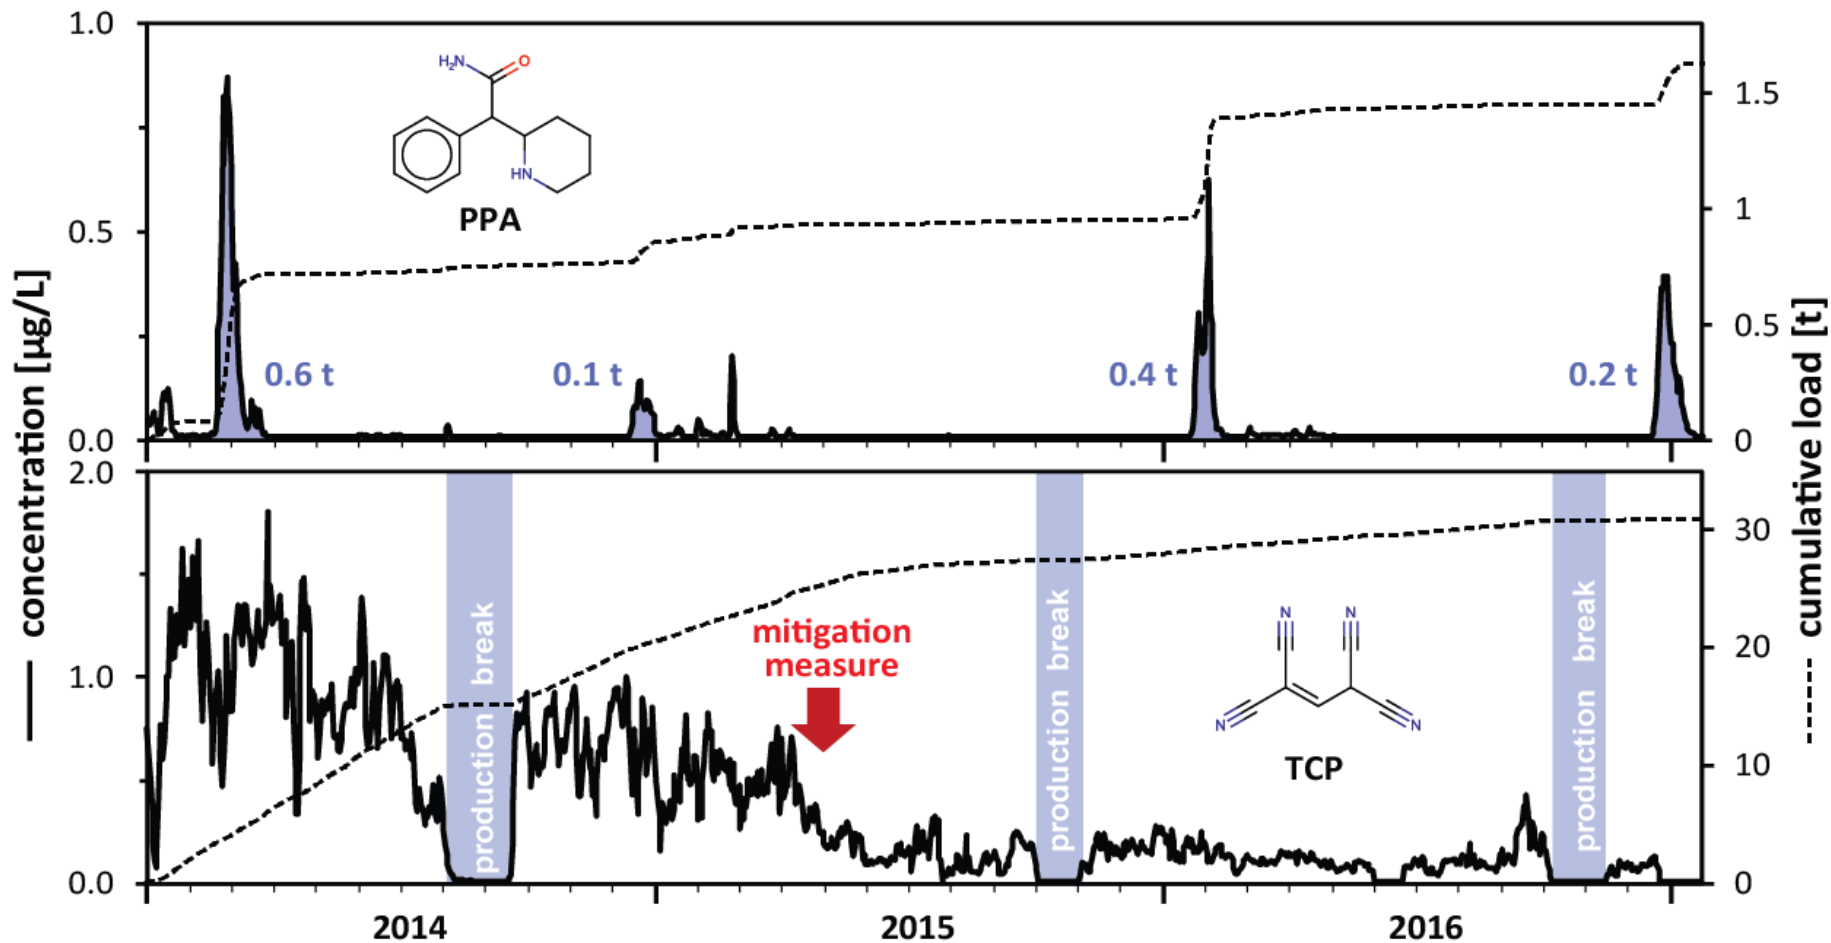 concentration [µg/L]
1.0
0.5
0.0
H₂N
O
HN
PPA
0.6 t
0.1 t
0.4 t
0.2 t
1.5
1
0.5
0
cumulative load [t]
2.0
1.0
0.0
production break
mitigation
measure
production break
N
N
N
N
TCP
production break
30
20
10
0
2014
2015
2016